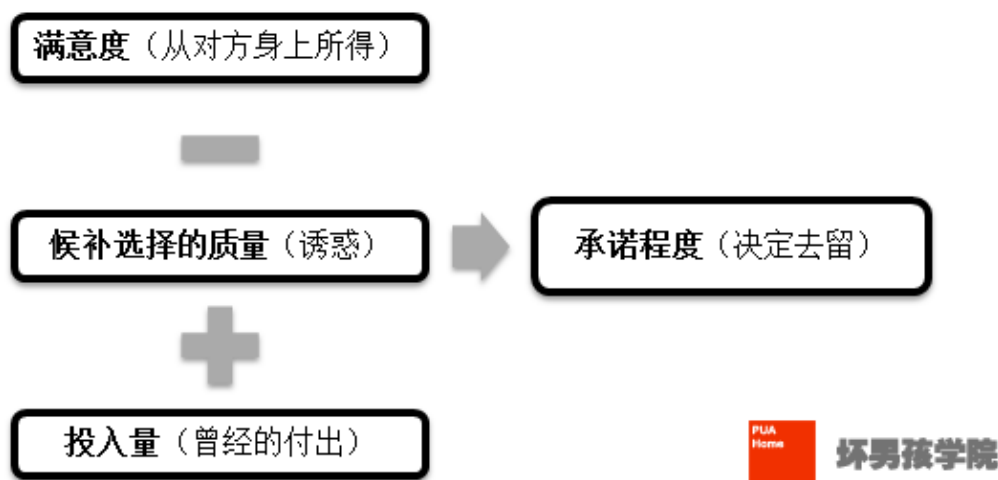 满意度（从对方身上所得）
候补选择的质量（诱惑）
承诺程度（决定去留）
投入量（曾经的付出）
PUA
Home
坏男孩学院